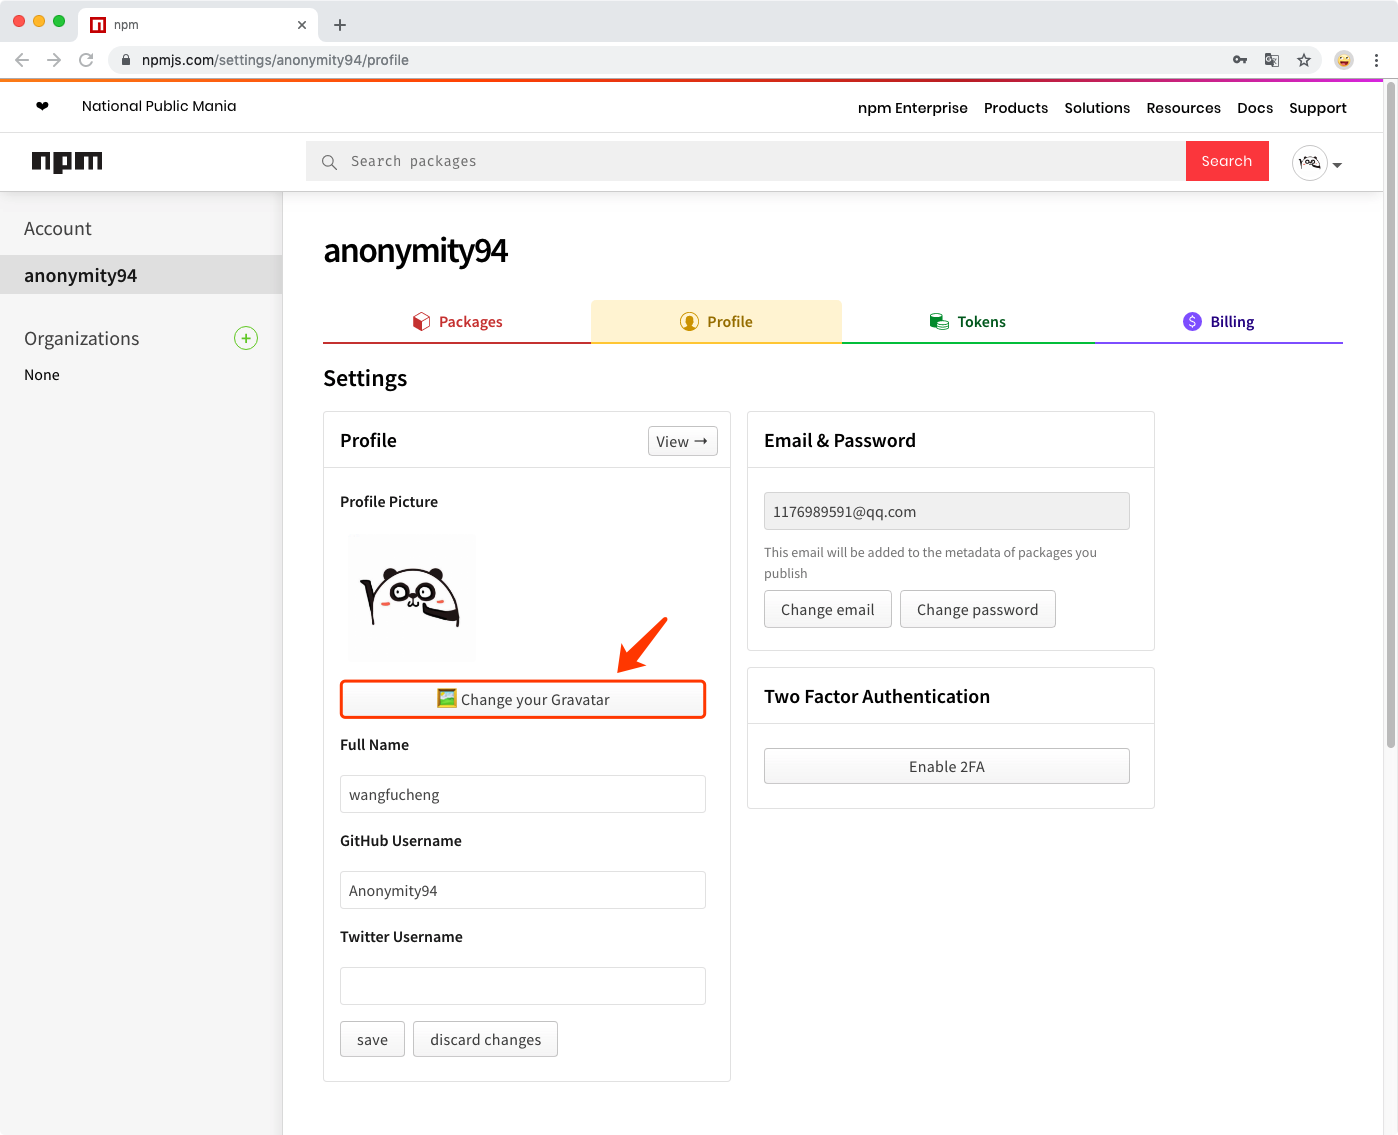 npm
npmjs.com/settings/anonymity94/profile
❤ National Public Mania
npm Enterprise Products Solutions Resources Docs Support
npm
Search packages
Search
Account
anonymity94
Organizations
None
anonymity94
Packages
Profile
Tokens
Billing
Settings
Profile
View →
Profile Picture
Change your Gravatar
Full Name
wangfucheng
GitHub Username
Anonymity94
Twitter Username
save
discard changes
Email & Password
1176989591@qq.com
This email will be added to the metadata of packages you
publish
Change email
Change password
Two Factor Authentication
Enable 2FA